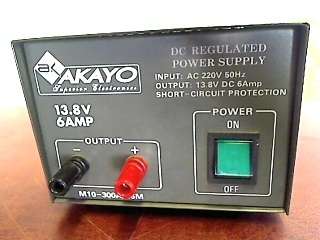 AKAYO
Superior Electronics
DC REGULATED
POWER SUPPLY
INPUT: AC 220V 50Hz
OUTPUT: 13.8V DC 6Amp
SHORT-CIRCUIT PROTECTION
13.8V
6AMP
OUTPUT
- +
POWER
ON
OFF